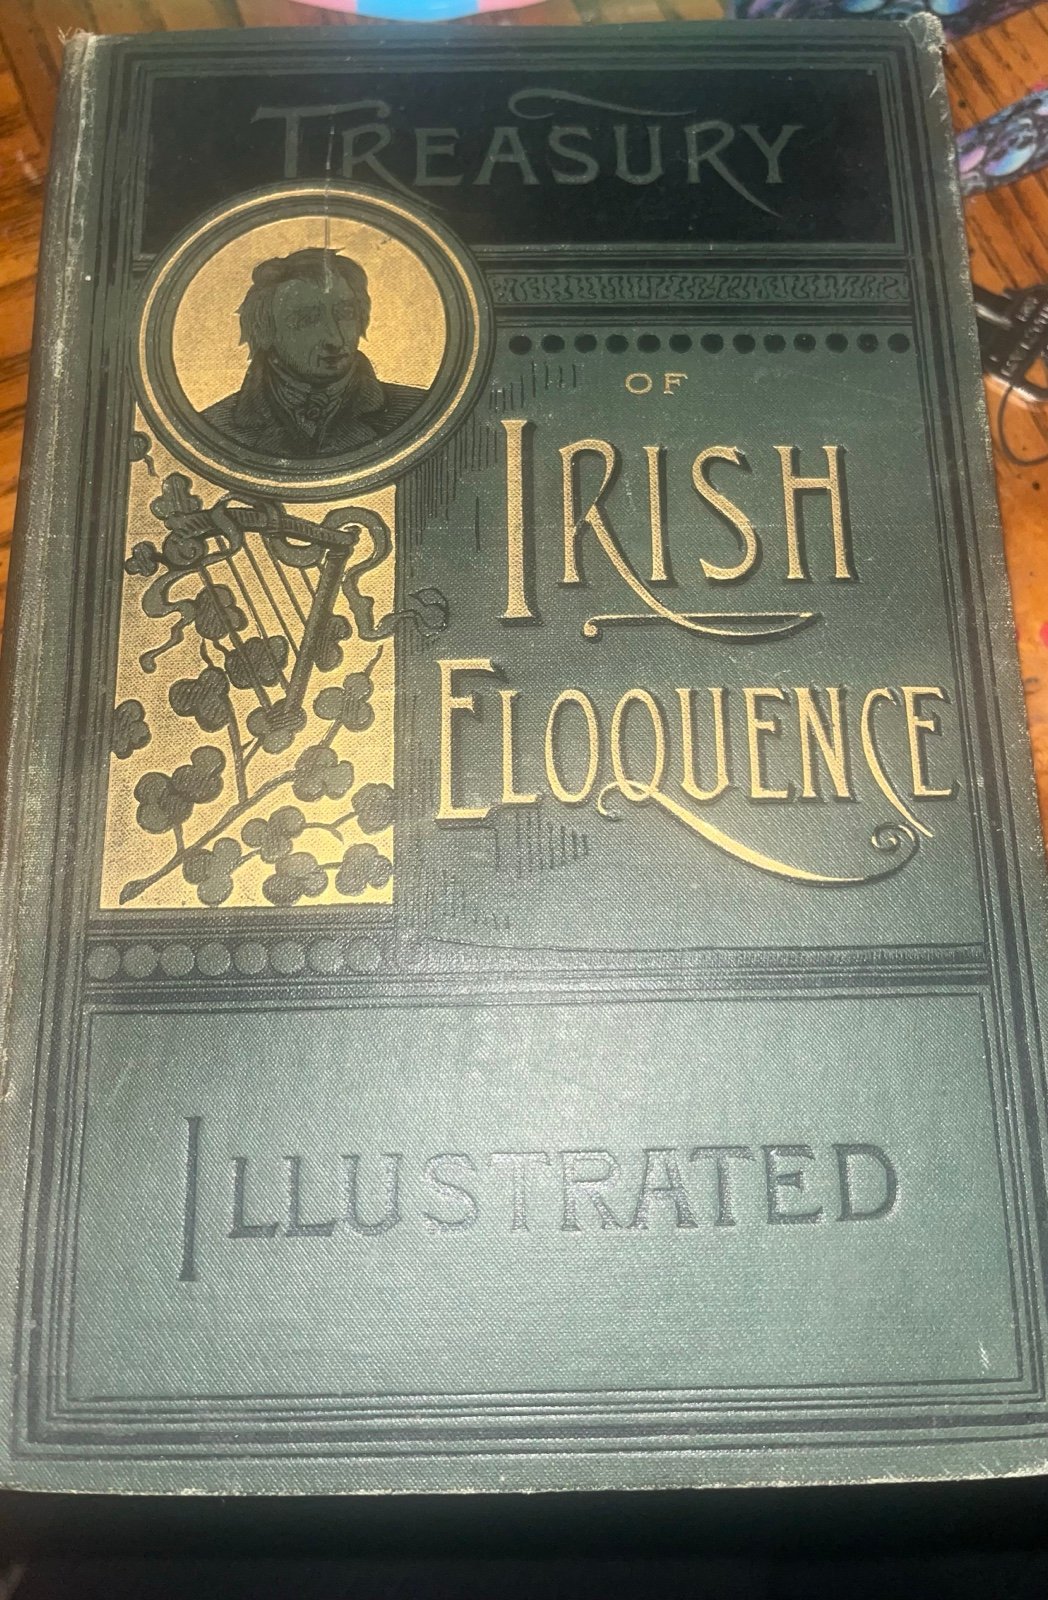 TREASURY
OF
IRISH
ELOQUENCE
ILLUSTRATED